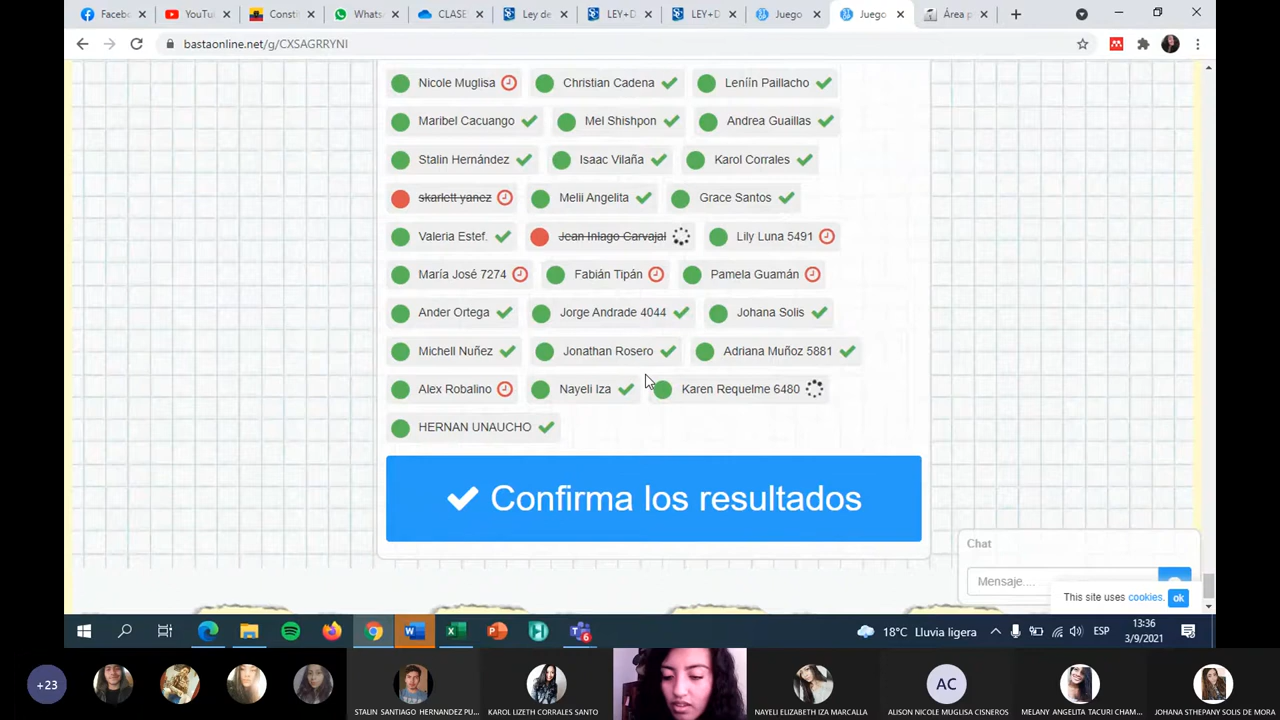 Faceb
YouTu
Consti
Whats
CLASE
Ley de
LEY+D
LEY+D
Juego
Juego
Área p
bastaonline.net/g/CXSAGRRYNI
Nicole Muglisa Christian Cadena Leniín Paillacho
Maribel Cacuango Mel Shishpon Andrea Guaillas
Stalin Hernández Isaac Vilaña Karol Corrales
skarlett yanez Melii Angelita Grace Santos
Valeria Estef. Jean Inlago Carvajal Lily Luna 5491
María José 7274 Fabián Tipán Pamela Guamán
Ander Ortega Jorge Andrade 4044 Johana Solis
Michell Nuñez Jonathan Rosero Adriana Muñoz 5881
Alex Robalino Nayeli Iza Karen Requelme 6480
HERNAN UNAUCHO
Confirma los resultados
Chat
Mensaje....
This site uses cookies. ok
18°C Lluvia ligera
ESP
13:36
3/9/2021
+23
STALIN SANTIAGO HERNANDEZ PU...
KAROL LIZETH CORRALES SANTO
NAYELI ELIZABETH IZA MARCALLA
AC
ALISON NICOLE MUGLISA CISNEROS
MELANY ANGELITA TACURI CHAM...
JOHANA STHEPANY SOLIS DE MORA